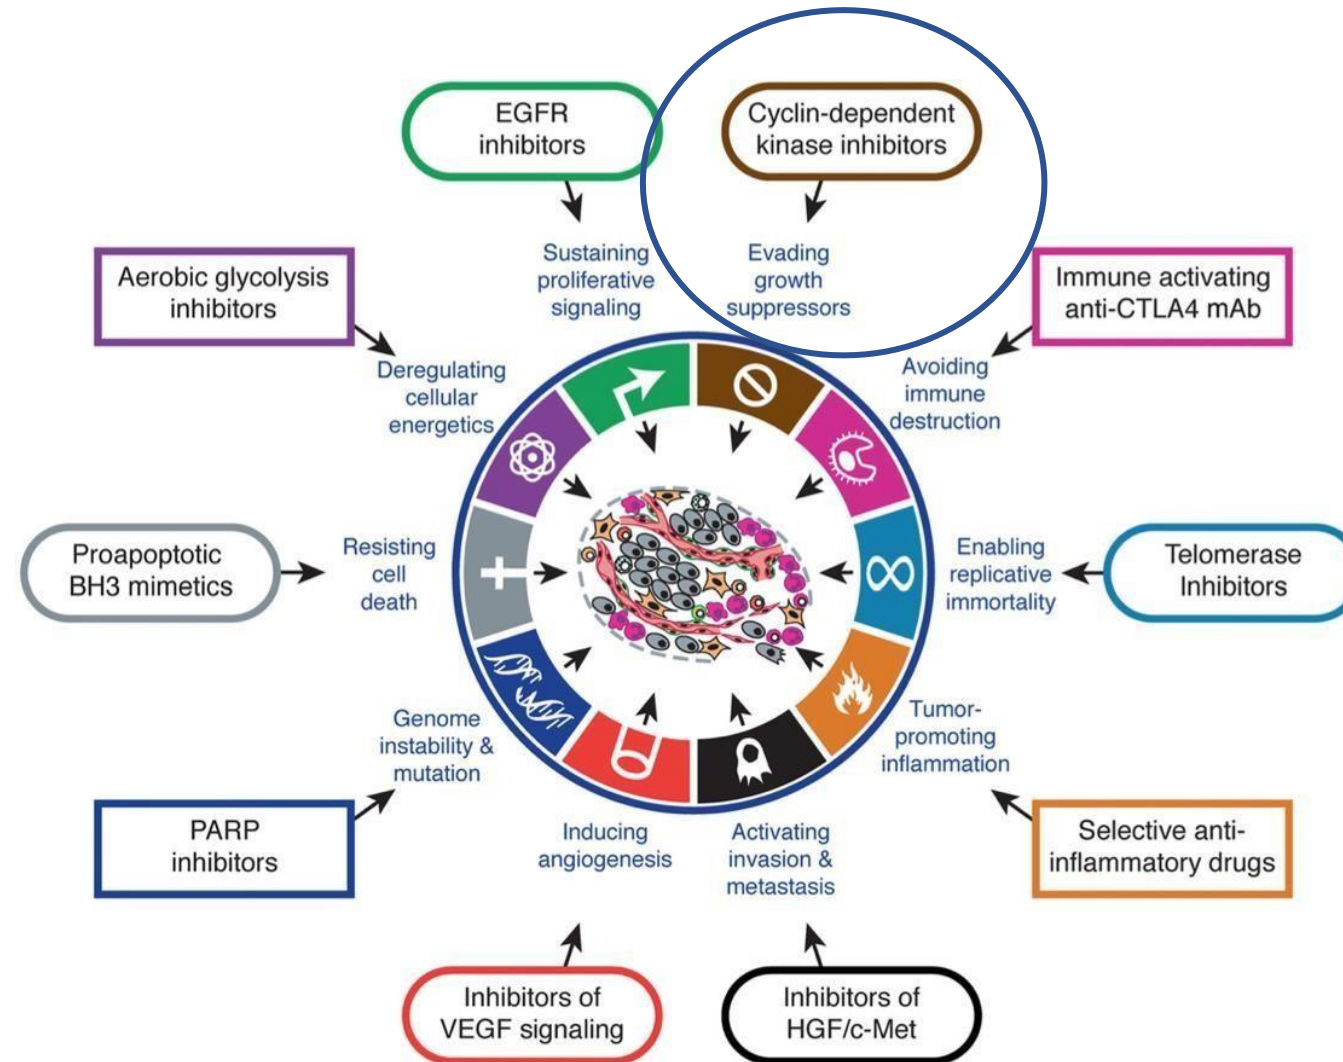 EGFR
inhibitors
Cyclin-dependent
kinase inhibitors
Sustaining
proliferative
signaling
Evading
growth
suppressors
Aerobic glycolysis
inhibitors
Immune activating
anti-CTLA4 mAb
Deregulating
cellular
energetics
Avoiding
immune
destruction
Proapoptotic
BH3 mimetics
Resisting
cell
death
Enabling
replicative
immortality
Telomerase
Inhibitors
Genome
instability &
mutation
Tumor-
promoting
inflammation
PARP
inhibitors
Inducing
angiogenesis
Activating
invasion &
metastasis
Selective anti-
inflammatory drugs
Inhibitors of
VEGF signaling
Inhibitors of
HGF/c-Met